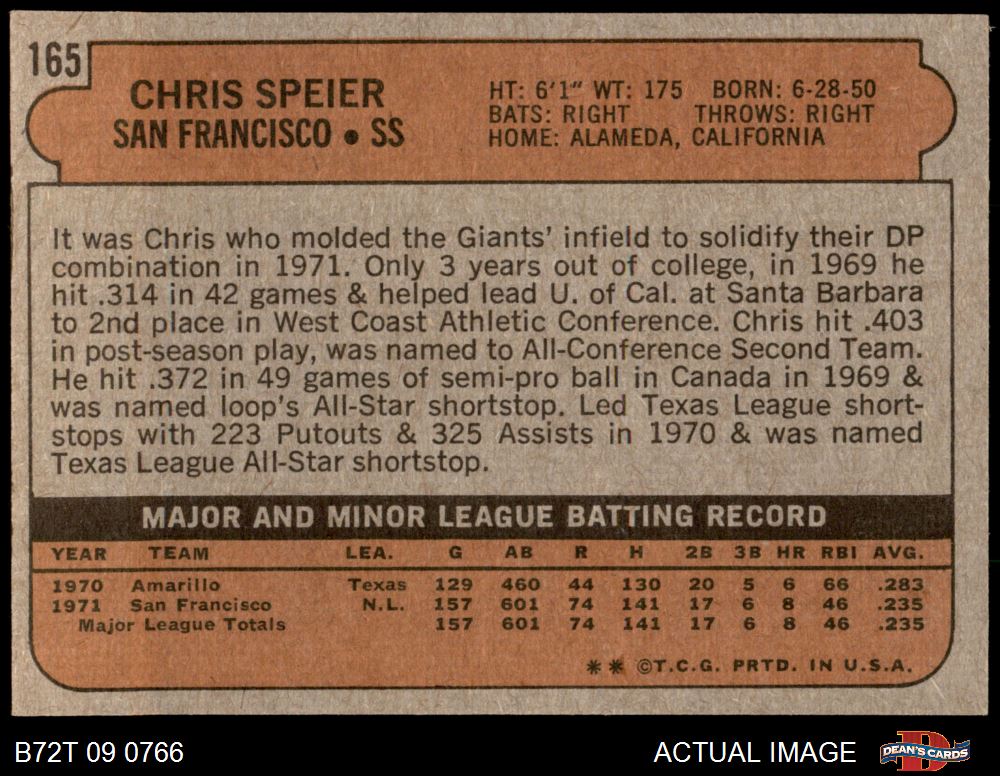 165
CHRIS SPEIER
SAN FRANCISCO • SS
HT: 6'1" WT: 175 BORN: 6-28-50
BATS: RIGHT THROWS: RIGHT
HOME: ALAMEDA, CALIFORNIA
It was Chris who molded the Giants' infield to solidify their DP
combination in 1971. Only 3 years out of college, in 1969 he
hit .314 in 42 games & helped lead U. of Cal. at Santa Barbara
to 2nd place in West Coast Athletic Conference. Chris hit .403
in post-season play, was named to All-Conference Second Team.
He hit .372 in 49 games of semi-pro ball in Canada in 1969 &
was named loop's All-Star shortstop. Led Texas League short-
stops with 223 Putouts & 325 Assists in 1970 & was named
Texas League All-Star shortstop.
MAJOR AND MINOR LEAGUE BATTING RECORD
YEAR TEAM LEA. G AB R H 2B 3B HR RBI AVG.
1970 Amarillo Texas 129 460 44 130 20 5 6 66 .283
1971 San Francisco N.L. 157 601 74 141 17 6 8 46 .235
Major League Totals 157 601 74 141 17 6 8 46 .235
** ©T.C.G. PRTD. IN U.S.A.
B72T 09 0766 ACTUAL IMAGE D DEAN'S CARDS